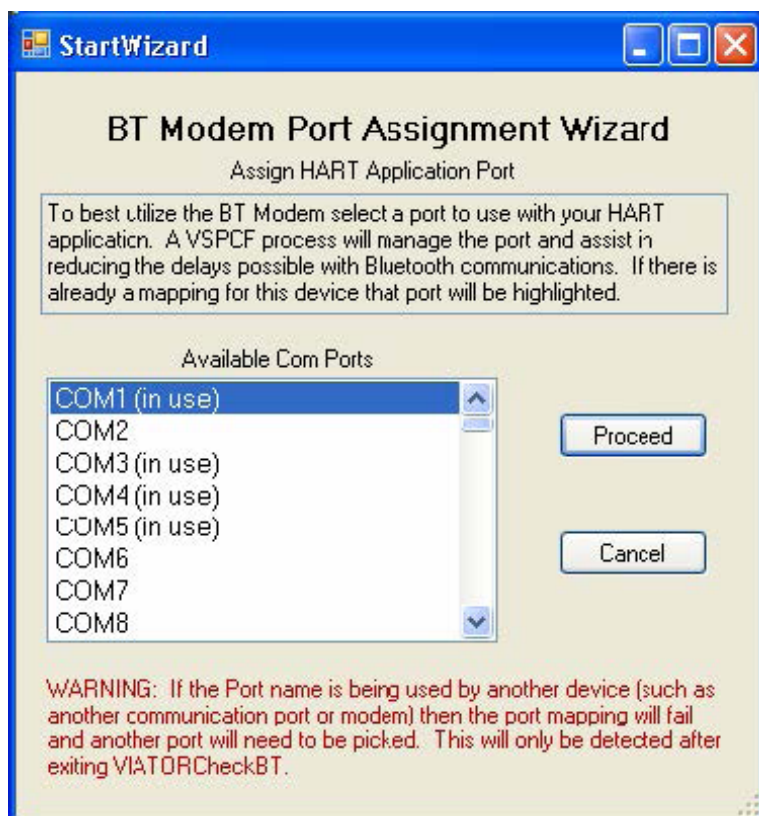 StartWizard
BT Modem Port Assignment Wizard
Assign HART Application Port
To best utilize the BT Modem select a port to use with your HART
application. A VSPCF process will manage the port and assist in
reducing the delays possible with Bluetooth communications. If there is
already a mapping for this device that port will be highlighted.
Available Com Ports
COM1 (in use)
COM2
COM3 (in use)
COM4 (in use)
COM5 (in use)
COM6
COM7
COM8
Proceed
Cancel
WARNING: If the Port name is being used by another device (such as
another communication port or modem) then the port mapping will fail
and another port will need to be picked. This will only be detected after
exiting VIATORCheckBT.